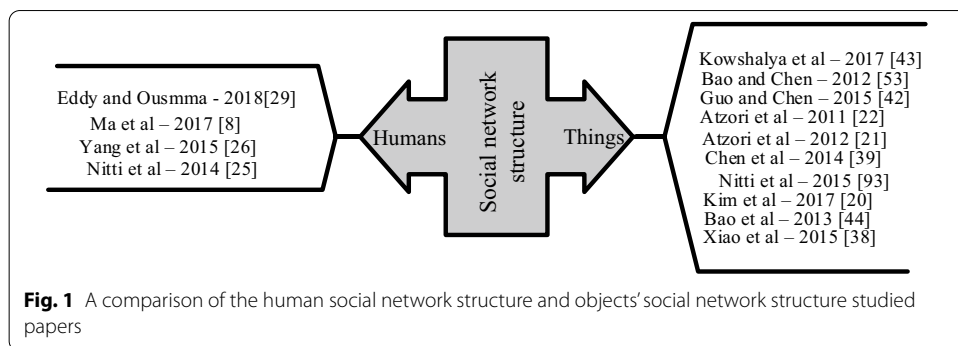 Eddy and Ousmma - 2018[29]
Ma et al – 2017 [8]
Yang et al – 2015 [26]
Nitti et al – 2014 [25]
Humans
Social network
structure
Things
Kowshalya et al – 2017 [43]
Bao and Chen – 2012 [53]
Guo and Chen – 2015 [42]
Atzori et al – 2011 [22]
Atzori et al – 2012 [21]
Chen et al – 2014 [39]
Nitti et al – 2015 [93]
Kim et al – 2017 [20]
Bao et al – 2013 [44]
Xiao et al – 2015 [38]
Fig. 1 A comparison of the human social network structure and objects’ social network structure studied
papers